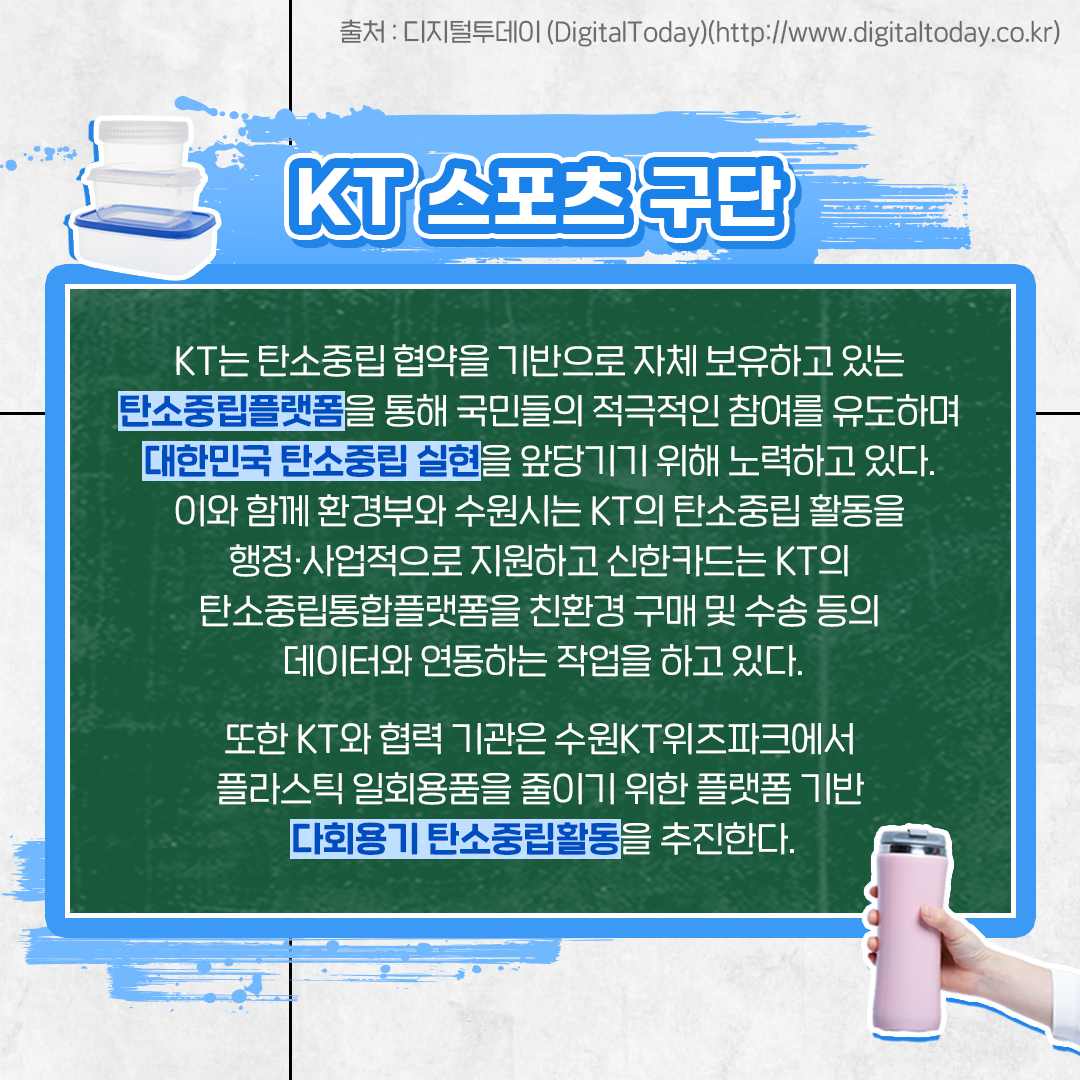 출처 : 디지털투데이 (DigitalToday)(http://www.digitaltoday.co.kr)
KT 스포츠 구단
KT는 탄소중립 협약을 기반으로 자체 보유하고 있는
탄소중립플랫폼을 통해 국민들의 적극적인 참여를 유도하며
대한민국 탄소중립 실현을 앞당기기 위해 노력하고 있다.
이와 함께 환경부와 수원시는 KT의 탄소중립 활동을
행정·사업적으로 지원하고 신한카드는 KT의
탄소중립통합플랫폼을 친환경 구매 및 수송 등의
데이터와 연동하는 작업을 하고 있다.
또한 KT와 협력 기관은 수원KT위즈파크에서
플라스틱 일회용품을 줄이기 위한 플랫폼 기반
다회용기 탄소중립활동을 추진한다.